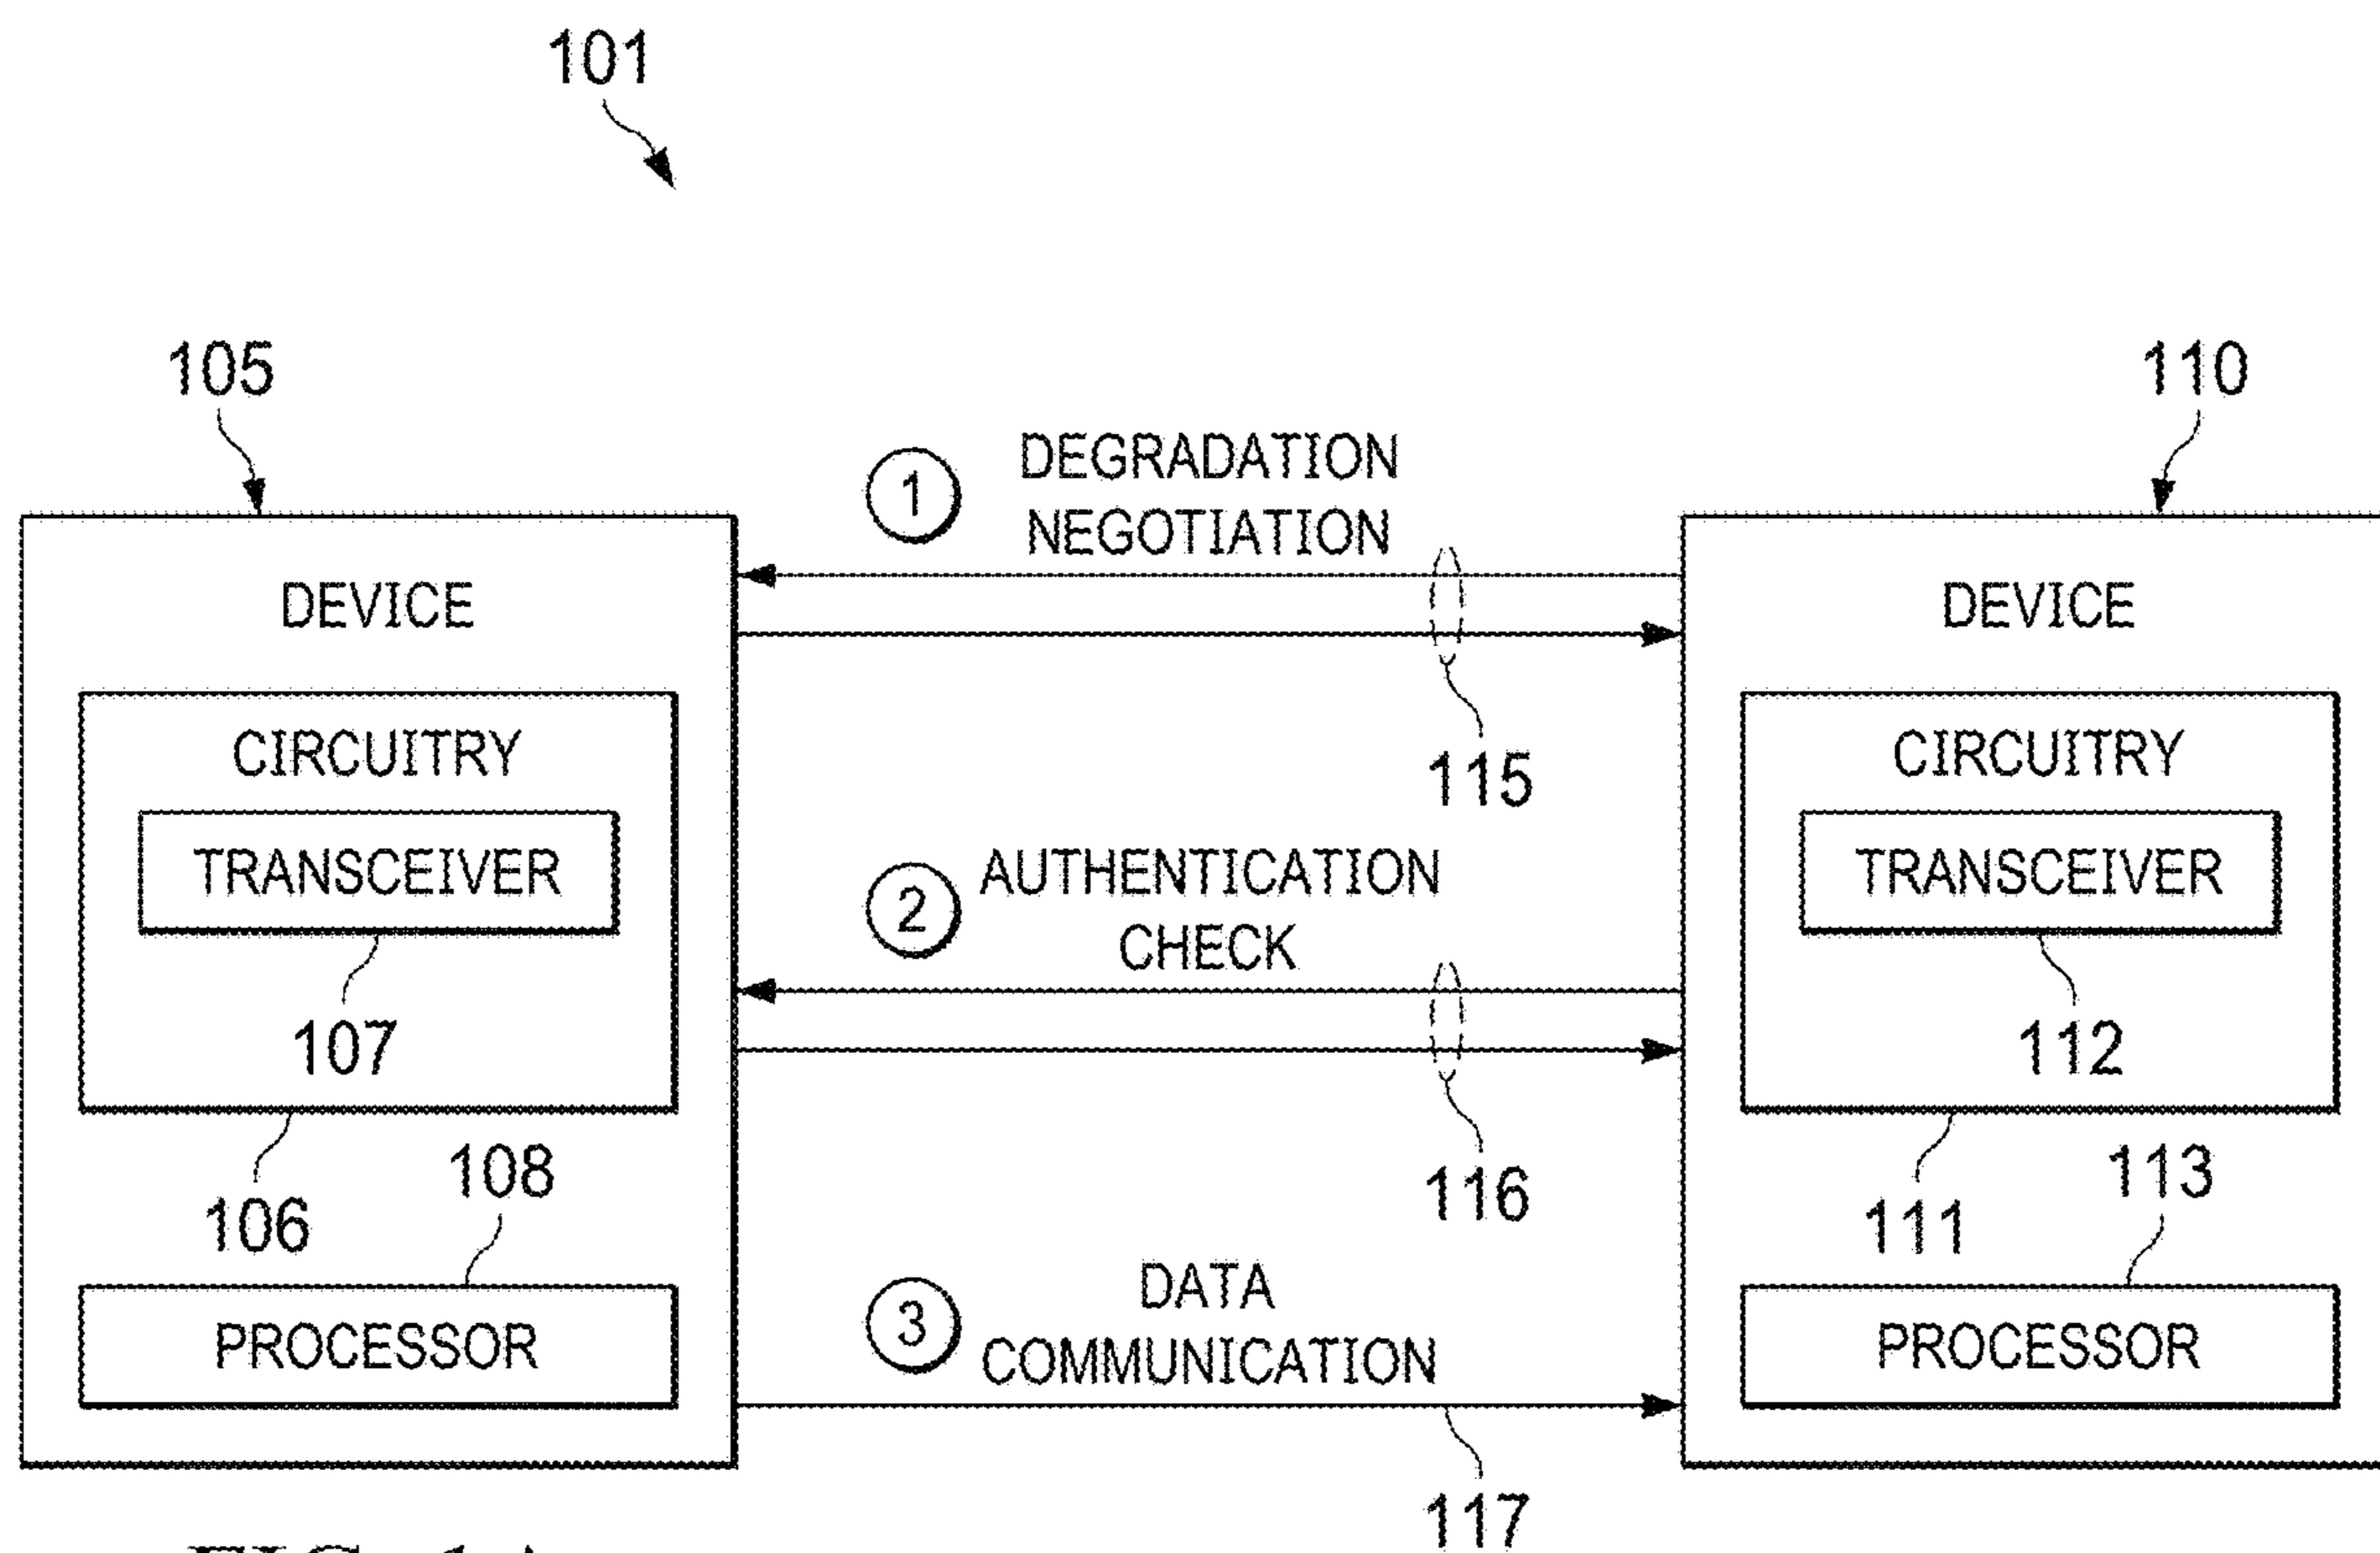 101
105
110
1
DEGRADATION
NEGOTIATION
DEVICE
DEVICE
CIRCUITRY
CIRCUITRY
115
TRANSCEIVER
TRANSCEIVER
2
AUTHENTICATION
CHECK
107
112
108
113
106
116
111
3
DATA
COMMUNICATION
PROCESSOR
PROCESSOR
117